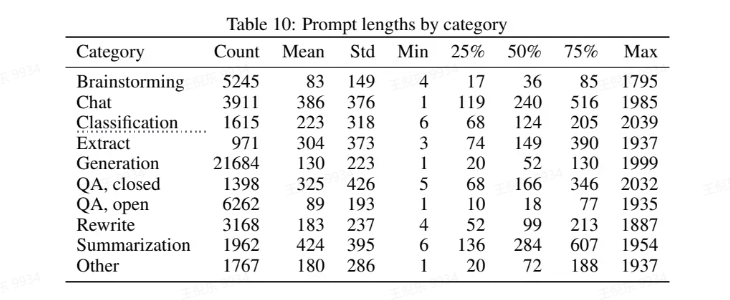 Table 10: Prompt lengths by category
Category Count Mean Std Min 25% 50% 75% Max
Brainstorming 5245 83 149 4 17 36 85 1795
Chat 3911 386 376 1 119 240 516 1985
Classification 1615 223 318 6 68 124 205 2039
Extract 971 304 373 3 74 149 390 1937
Generation 21684 130 223 1 20 52 130 1999
QA, closed 1398 325 426 5 68 166 346 2032
QA, open 6262 89 193 1 10 18 77 1935
Rewrite 3168 183 237 4 52 99 213 1887
Summarization 1962 424 395 6 136 284 607 1954
Other 1767 180 286 1 20 72 188 1937